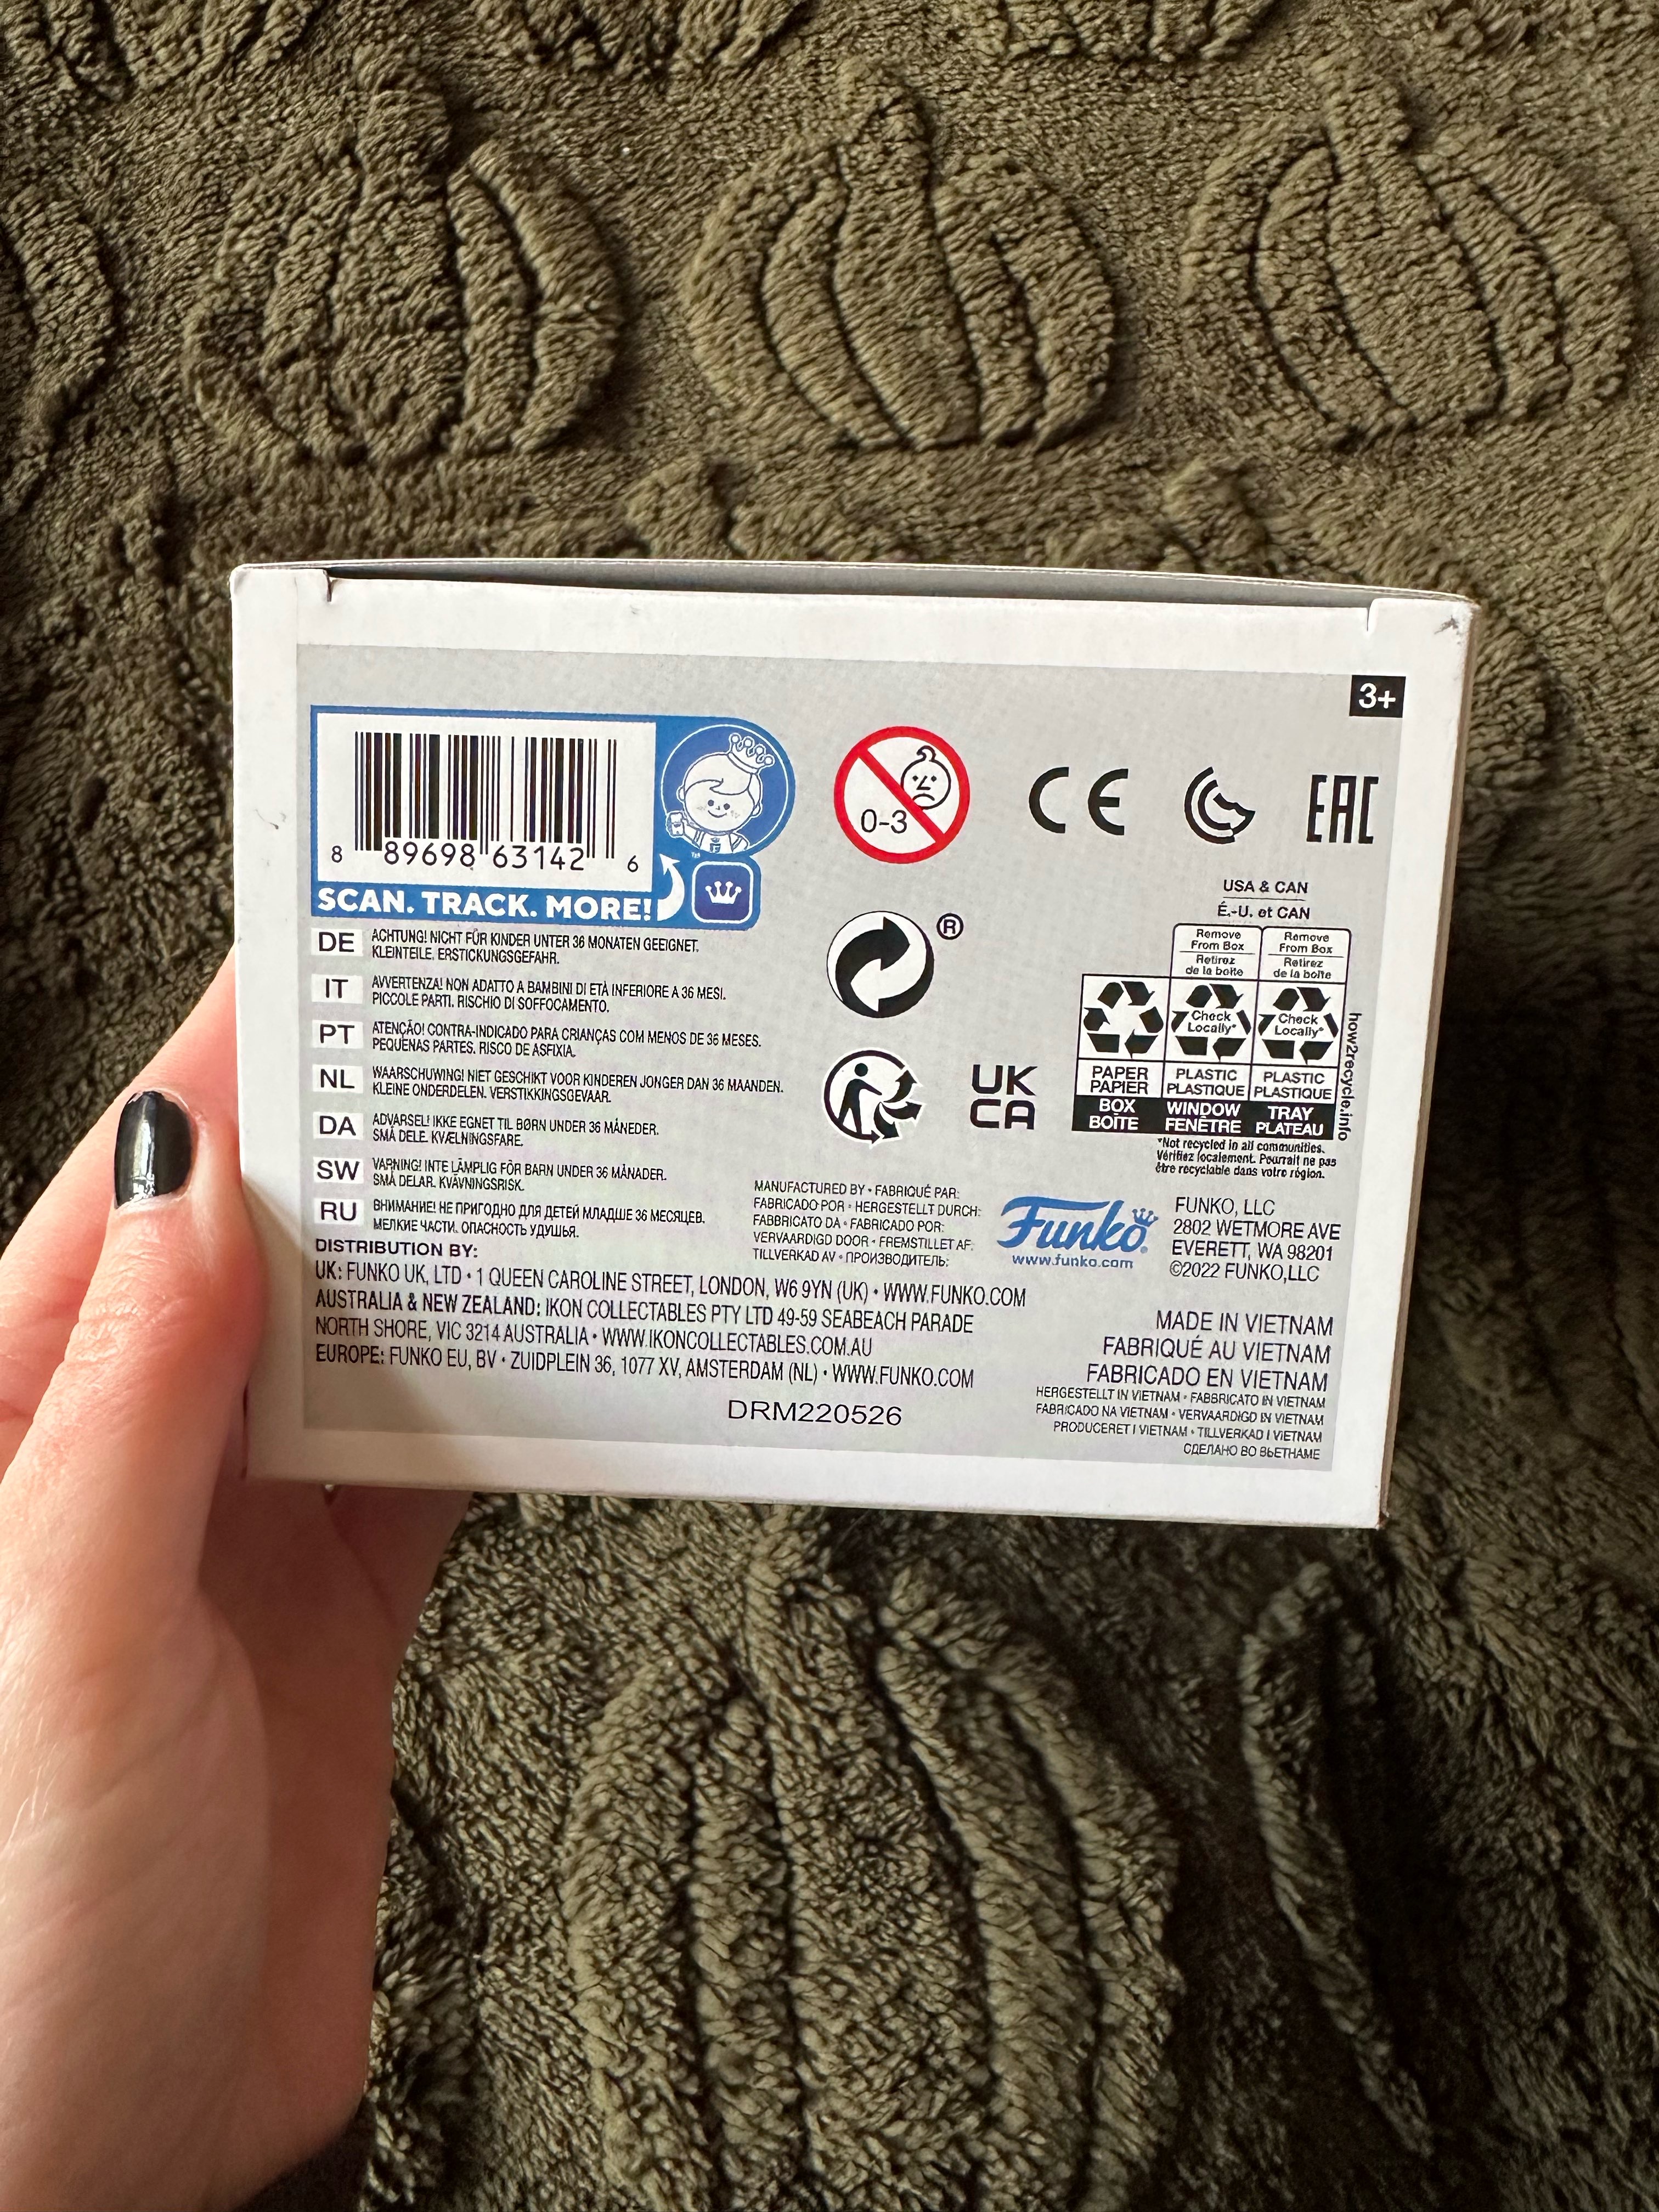 3+
8 89698 63142 6
SCAN. TRACK. MORE!
0-3
CE
EAC
USA & CAN
É.-U. et CAN
Remove
From Box
Retirez
de la boîte
Remove
From Box
Retirez
de la boîte
Check
Locally*
Check
Locally*
PAPER
PAPIER
PLASTIC
PLASTIQUE
PLASTIC
PLASTIQUE
BOX
BOÎTE
WINDOW
FENÊTRE
TRAY
PLATEAU
how2recycle.info
*Not recycled in all communities.
Vérifiez localement. Pourrait ne pas
être recyclable dans votre région.
®
UK
CA
DE ACHTUNG! NICHT FÜR KINDER UNTER 36 MONATEN GEEIGNET.
KLEINTEILE. ERSTICKUNGSGEFAHR.
IT AVVERTENZA! NON ADATTO A BAMBINI DI ETÀ INFERIORE A 36 MESI.
PICCOLE PARTI. RISCHIO DI SOFFOCAMENTO.
PT ATENÇÃO! CONTRA-INDICADO PARA CRIANÇAS COM MENOS DE 36 MESES.
PEQUENAS PARTES. RISCO DE ASFIXIA.
NL WAARSCHUWING! NIET GESCHIKT VOOR KINDEREN JONGER DAN 36 MAANDEN.
KLEINE ONDERDELEN. VERSTIKKINGSGEVAAR.
DA ADVARSEL! IKKE EGNET TIL BØRN UNDER 36 MÅNEDER.
SMÅ DELE. KVÆLNINGSFARE.
SW VARNING! INTE LÄMPLIG FÖR BARN UNDER 36 MÅNADER.
SMÅ DELAR. KVÄVNINGSRISK.
RU ВНИМАНИЕ! НЕ ПРИГОДНО ДЛЯ ДЕТЕЙ МЛАДШЕ 36 МЕСЯЦЕВ.
МЕЛКИЕ ЧАСТИ. ОПАСНОСТЬ УДУШЬЯ.
MANUFACTURED BY • FABRIQUÉ PAR:
FABRICADO POR • HERGESTELLT DURCH:
FABBRICATO DA • FABRICADO POR:
VERVAARDIGD DOOR • FREMSTILLET AF:
TILLVERKAD AV • ПРОИЗВОДИТЕЛЬ:
Funko®
www.funko.com
FUNKO, LLC
2802 WETMORE AVE
EVERETT, WA 98201
©2022 FUNKO,LLC
DISTRIBUTION BY:
UK: FUNKO UK, LTD • 1 QUEEN CAROLINE STREET, LONDON, W6 9YN (UK) • WWW.FUNKO.COM
AUSTRALIA & NEW ZEALAND: IKON COLLECTABLES PTY LTD 49-59 SEABEACH PARADE
NORTH SHORE, VIC 3214 AUSTRALIA • WWW.IKONCOLLECTABLES.COM.AU
EUROPE: FUNKO EU, BV • ZUIDPLEIN 36, 1077 XV, AMSTERDAM (NL) • WWW.FUNKO.COM
DRM220526
MADE IN VIETNAM
FABRIQUÉ AU VIETNAM
FABRICADO EN VIETNAM
HERGESTELLT IN VIETNAM • FABBRICATO IN VIETNAM
FABRICADO NA VIETNAM • VERVAARDIGD IN VIETNAM
PRODUCERET I VIETNAM • TILLVERKAD I VIETNAM
СДЕЛАНО ВО ВЬЕТНАМЕ